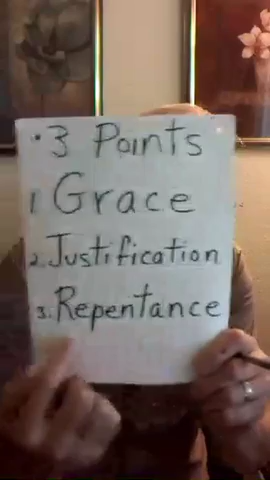 • 3 Points
1 Grace
2. Justification
3. Repentance